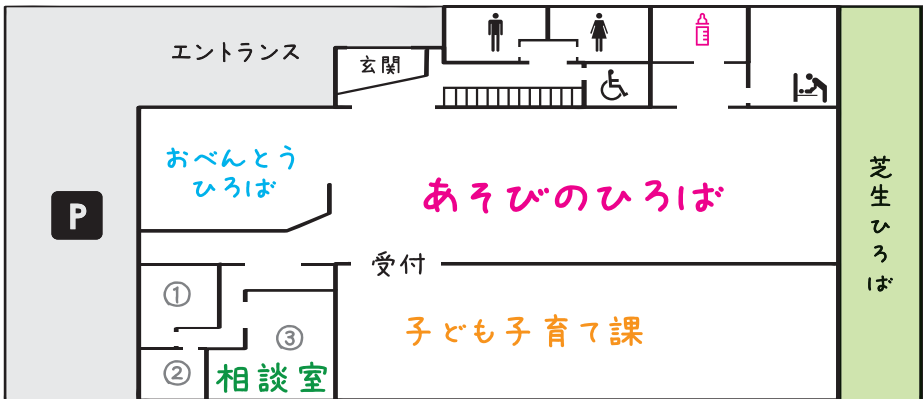 エントランス
玄関
おべんとう
ひろば
P
あそびのひろば
芝生ひろば
受付
①
子ども子育て課
③
②
相談室